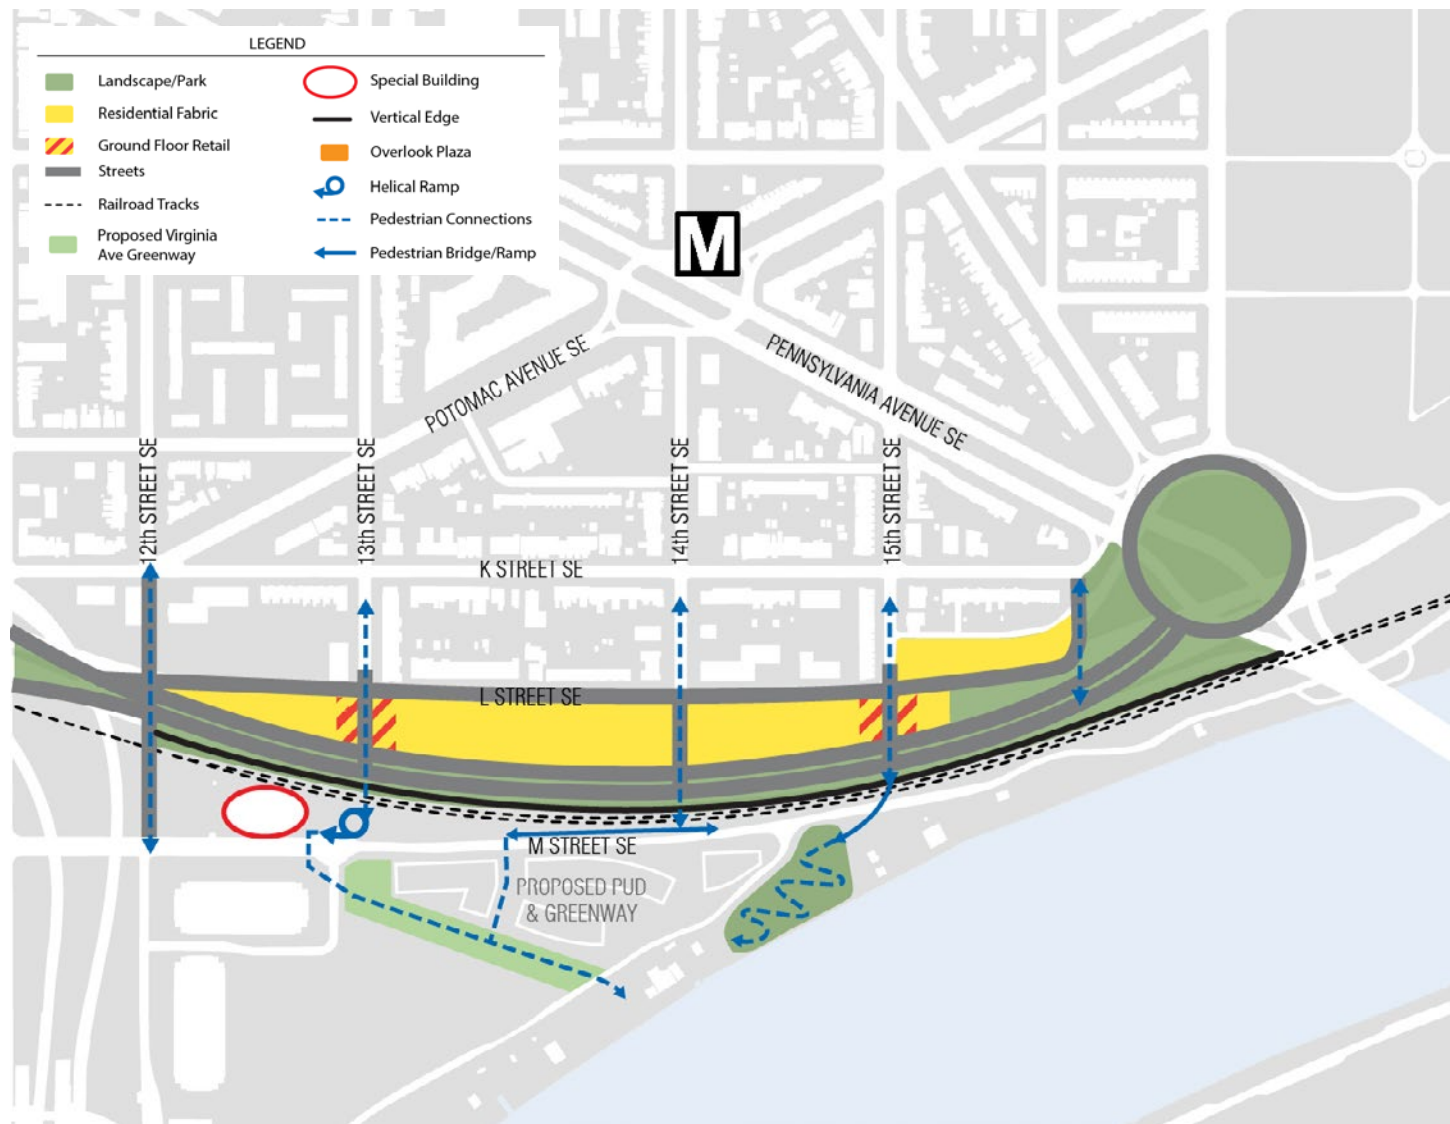 LEGEND
Landscape/Park
Residential Fabric
Ground Floor Retail
Streets
Railroad Tracks
Proposed Virginia
Ave Greenway
Special Building
Vertical Edge
Overlook Plaza
Helical Ramp
Pedestrian Connections
Pedestrian Bridge/Ramp
M
POTOMAC AVENUE SE
PENNSYLVANIA AVENUE SE
12th STREET SE
13th STREET SE
14th STREET SE
15th STREET SE
K STREET SE
L STREET SE
M STREET SE
PROPOSED PUD
& GREENWAY